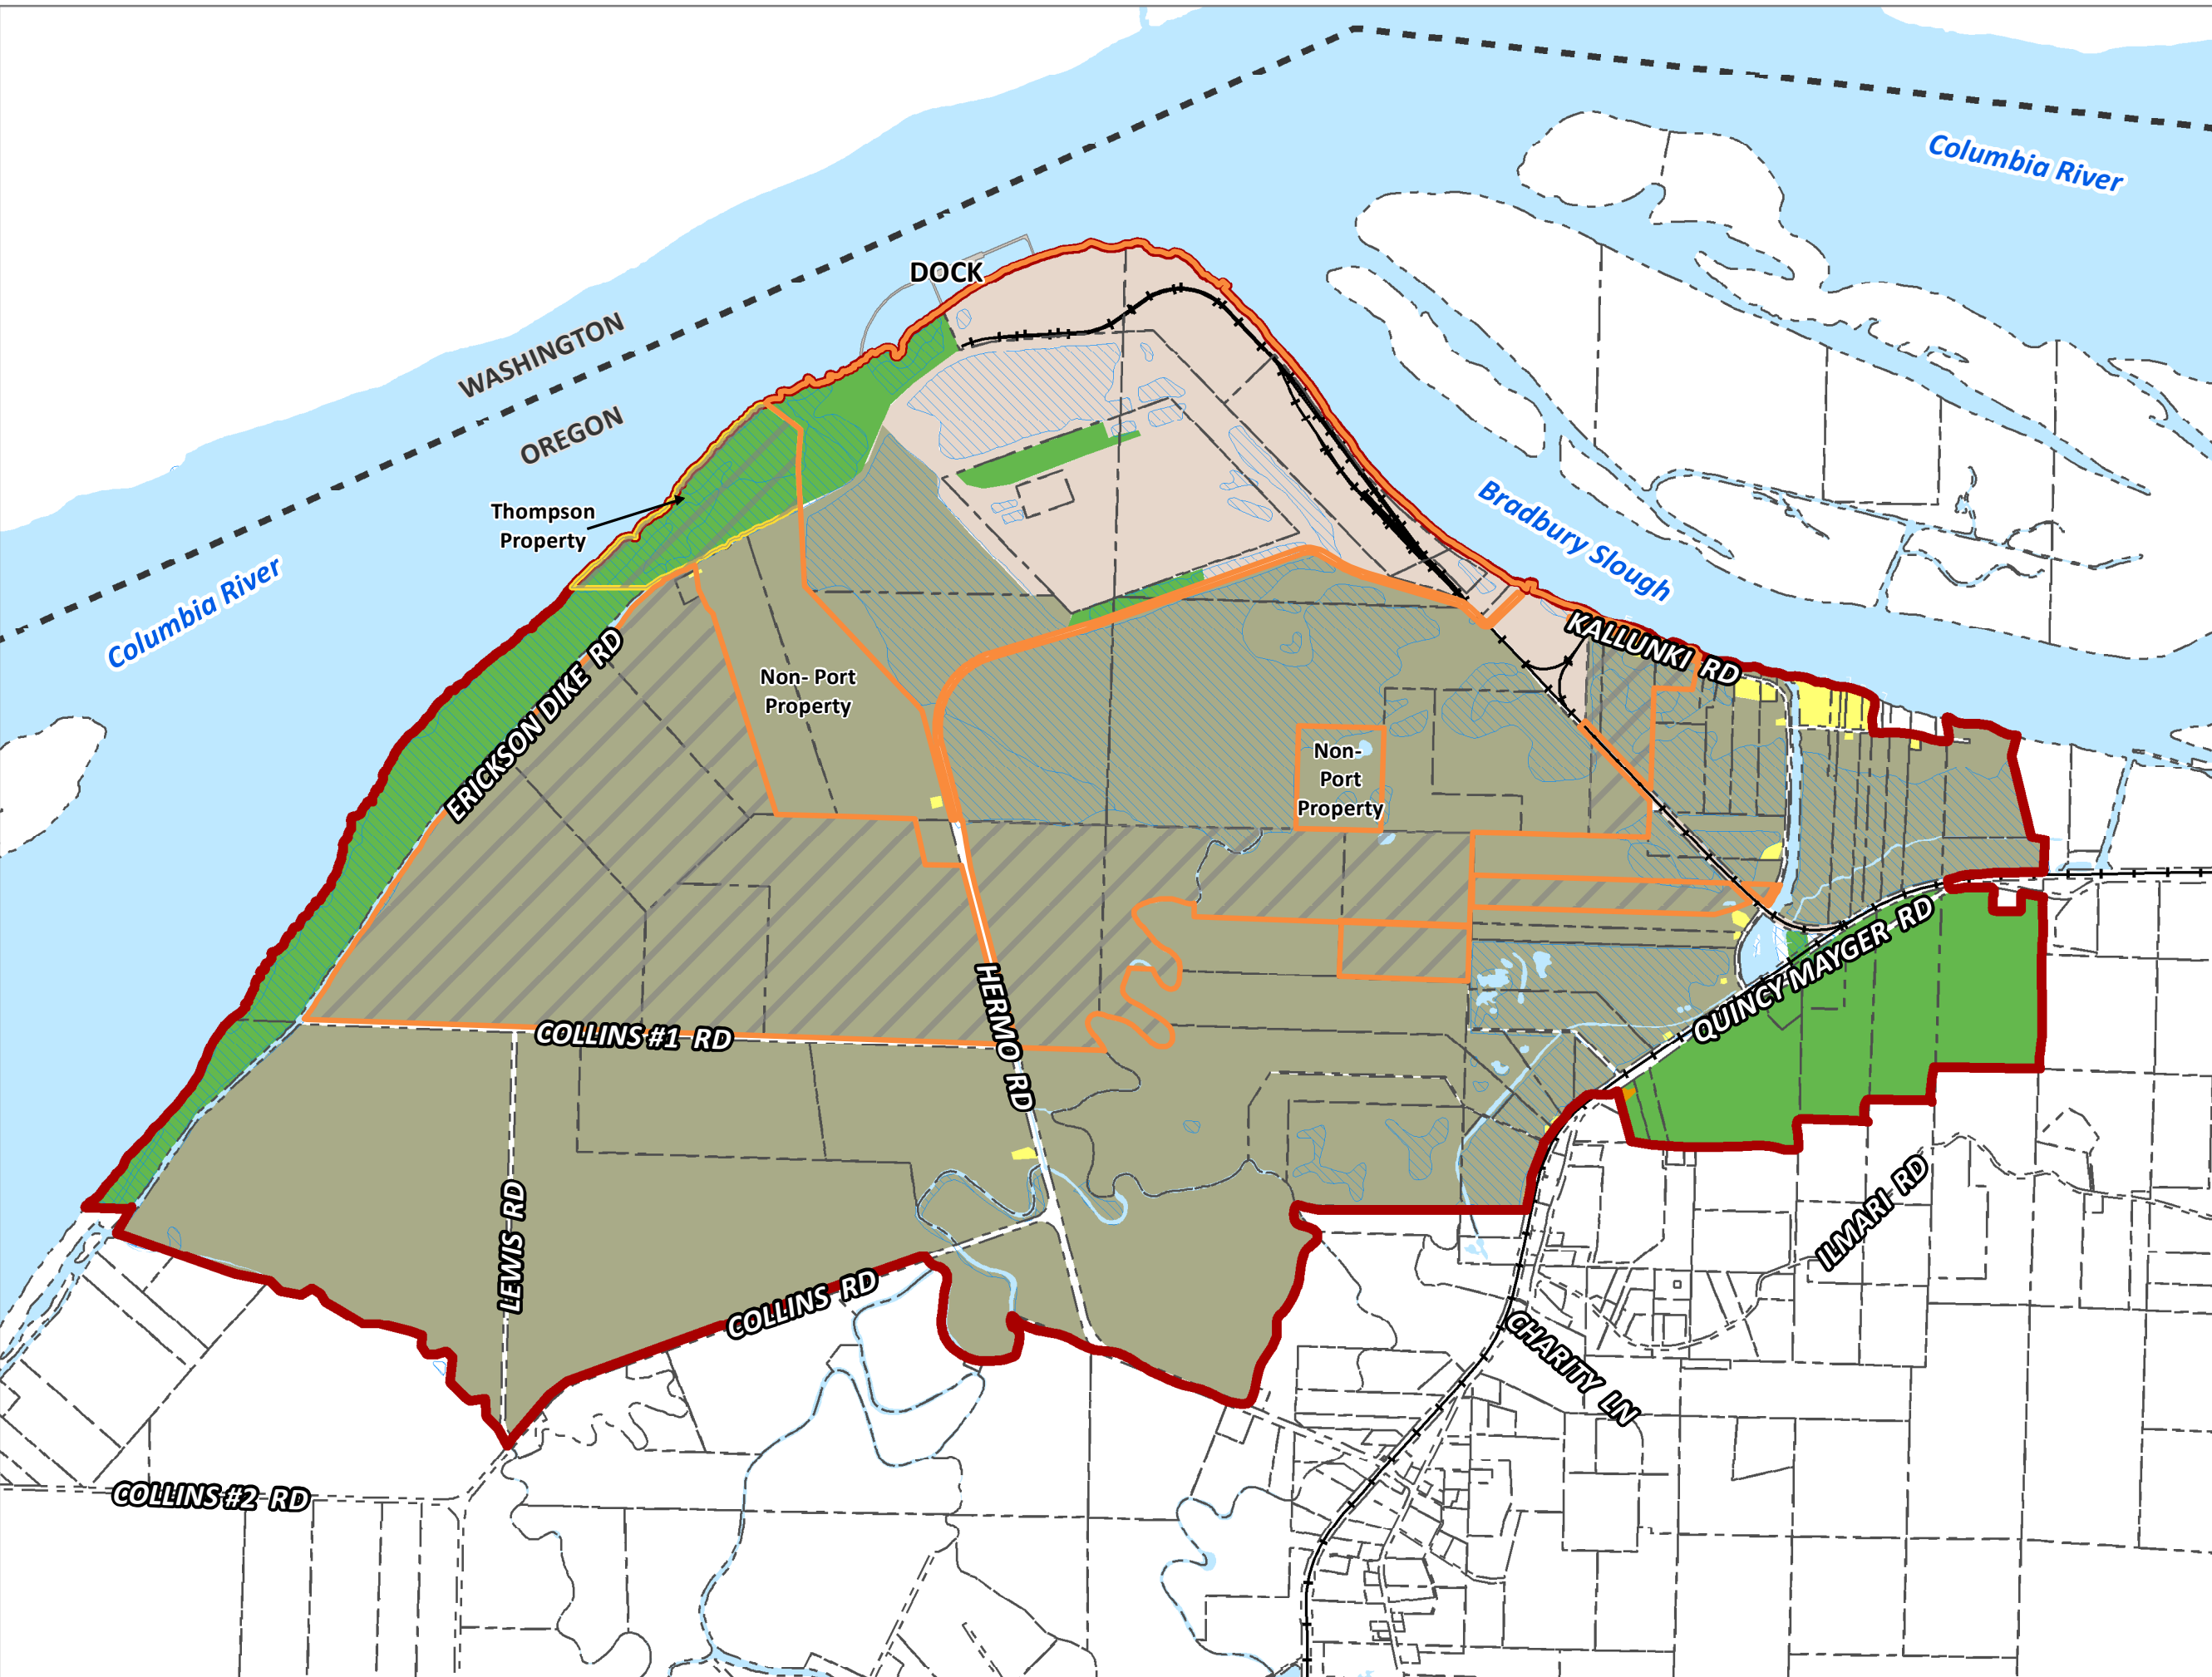 Columbia River
DOCK
WASHINGTON
OREGON
Thompson
Property
Bradbury Slough
Columbia River
KALLUNKI RD
ERICKSON DIKE RD
Non- Port
Property
Non-
Port
Property
QUINCY MAYGER RD
HERMO RD
COLLINS #1 RD
LEWIS RD
ILMARI RD
COLLINS RD
CHARITY LN
COLLINS #2 RD